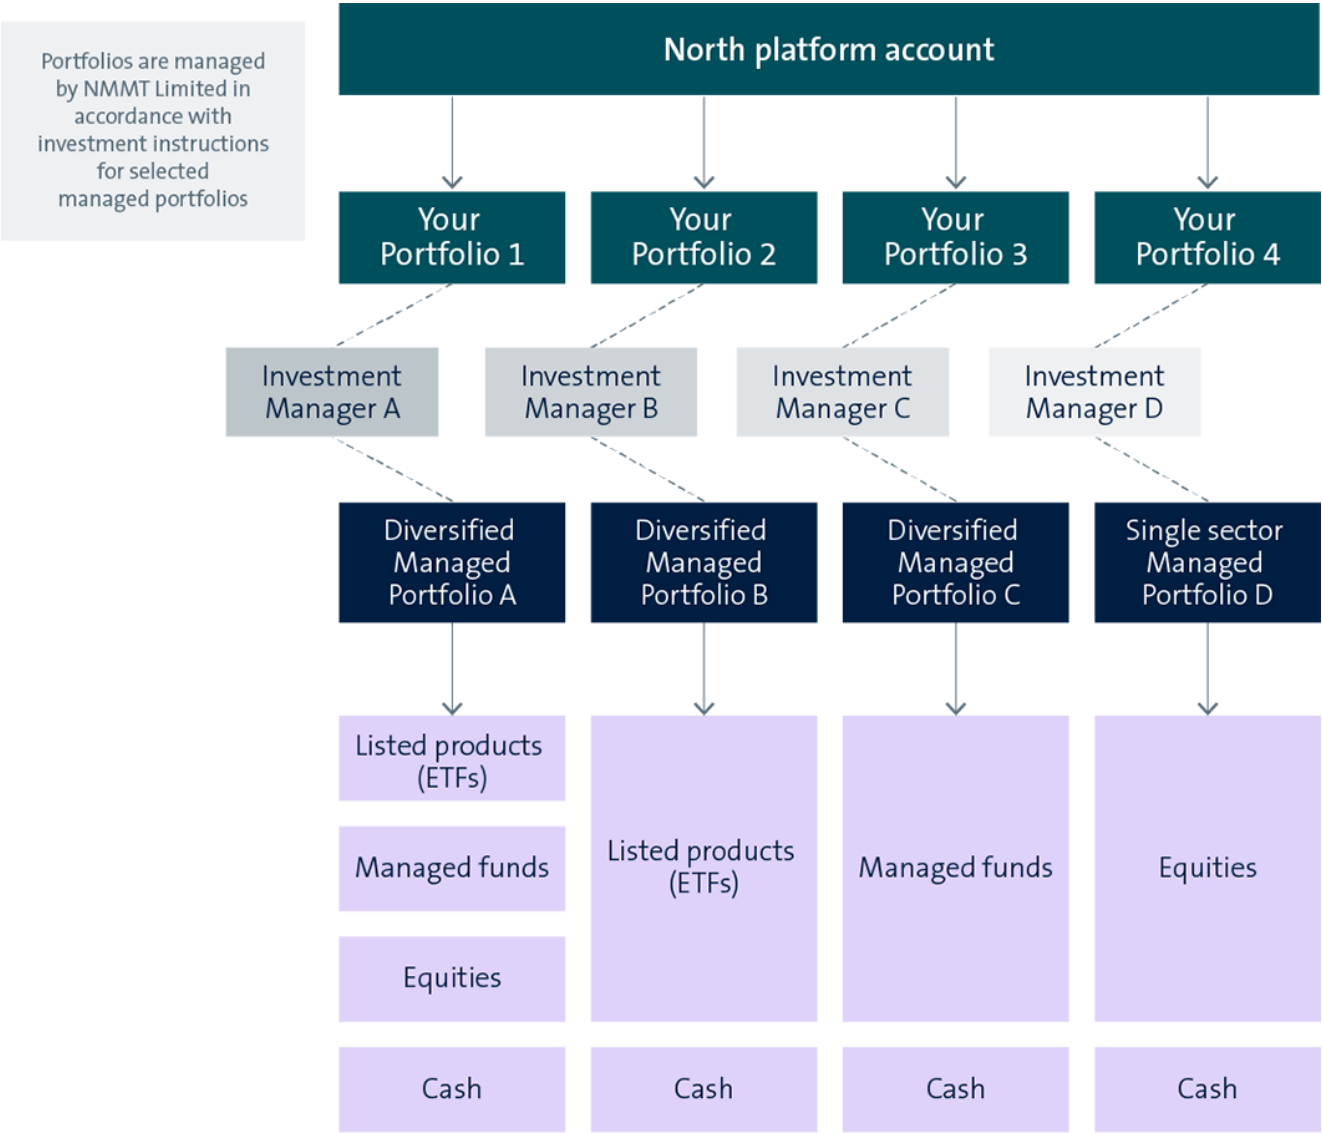 Portfolios are managed
by NMMT Limited in
accordance with
investment instructions
for selected
managed portfolios
North platform account
Your
Portfolio 1
Your
Portfolio 2
Your
Portfolio 3
Your
Portfolio 4
Investment
Manager A
Investment
Manager B
Investment
Manager C
Investment
Manager D
Diversified
Managed
Portfolio A
Diversified
Managed
Portfolio B
Diversified
Managed
Portfolio C
Single sector
Managed
Portfolio D
Listed products
(ETFs)
Managed funds
Equities
Cash
Listed products
(ETFs)
Cash
Managed funds
Cash
Equities
Cash